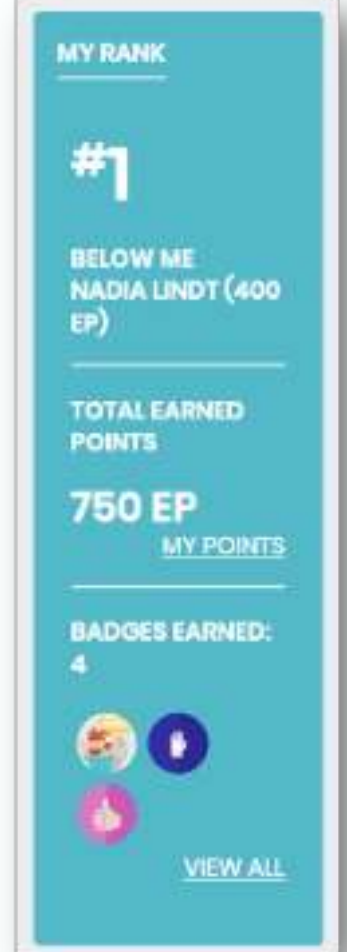 MY RANK
#1
BELOW ME
NADIA LINDT (400
EP)
TOTAL EARNED
POINTS
750 EP
MY POINTS
BADGES EARNED:
4
VIEW ALL